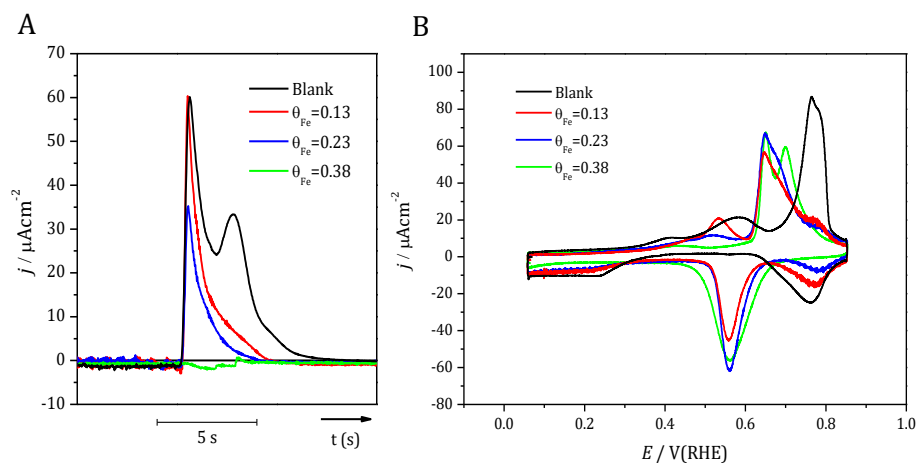 A
70
60
50
40
30
20
10
0
-10
j / μAcm⁻²
Blank
θFe=0.13
θFe=0.23
θFe=0.38
5 s
t (s)
B
100
80
60
40
20
0
-20
-40
-60
-80
j / μAcm⁻²
Blank
θFe=0.13
θFe=0.23
θFe=0.38
0.0 0.2 0.4 0.6 0.8 1.0
E / V(RHE)